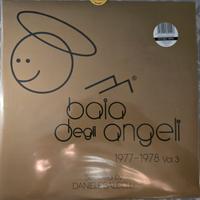 baia
degli angeli
1977-1978 Vol 3
DANIELE BALDELLI